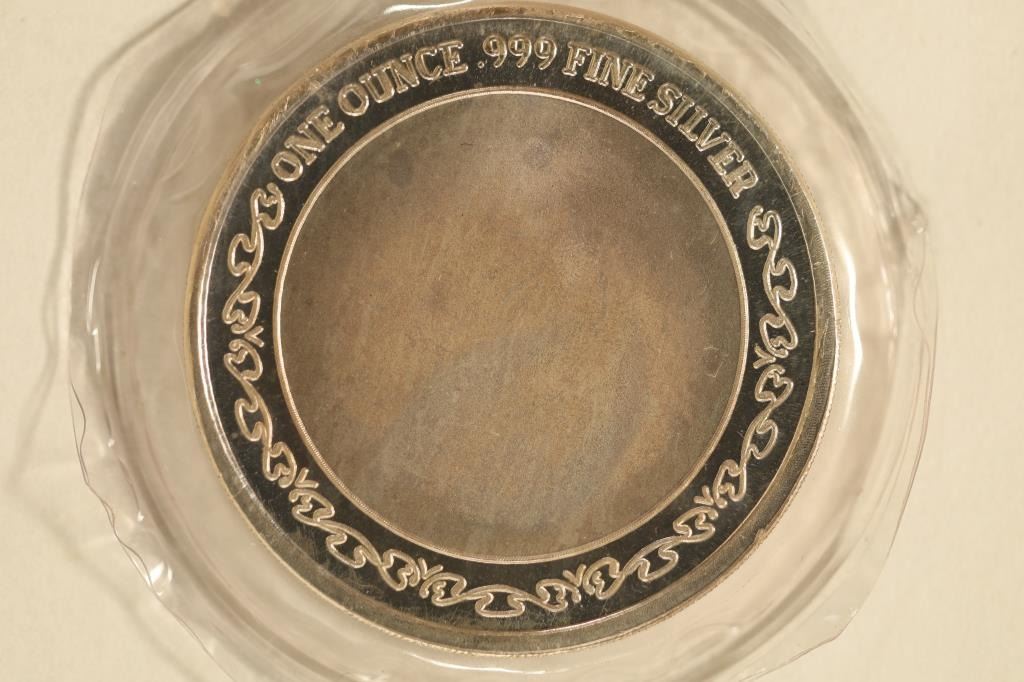 ONE OUNCE .999 FINE SILVER